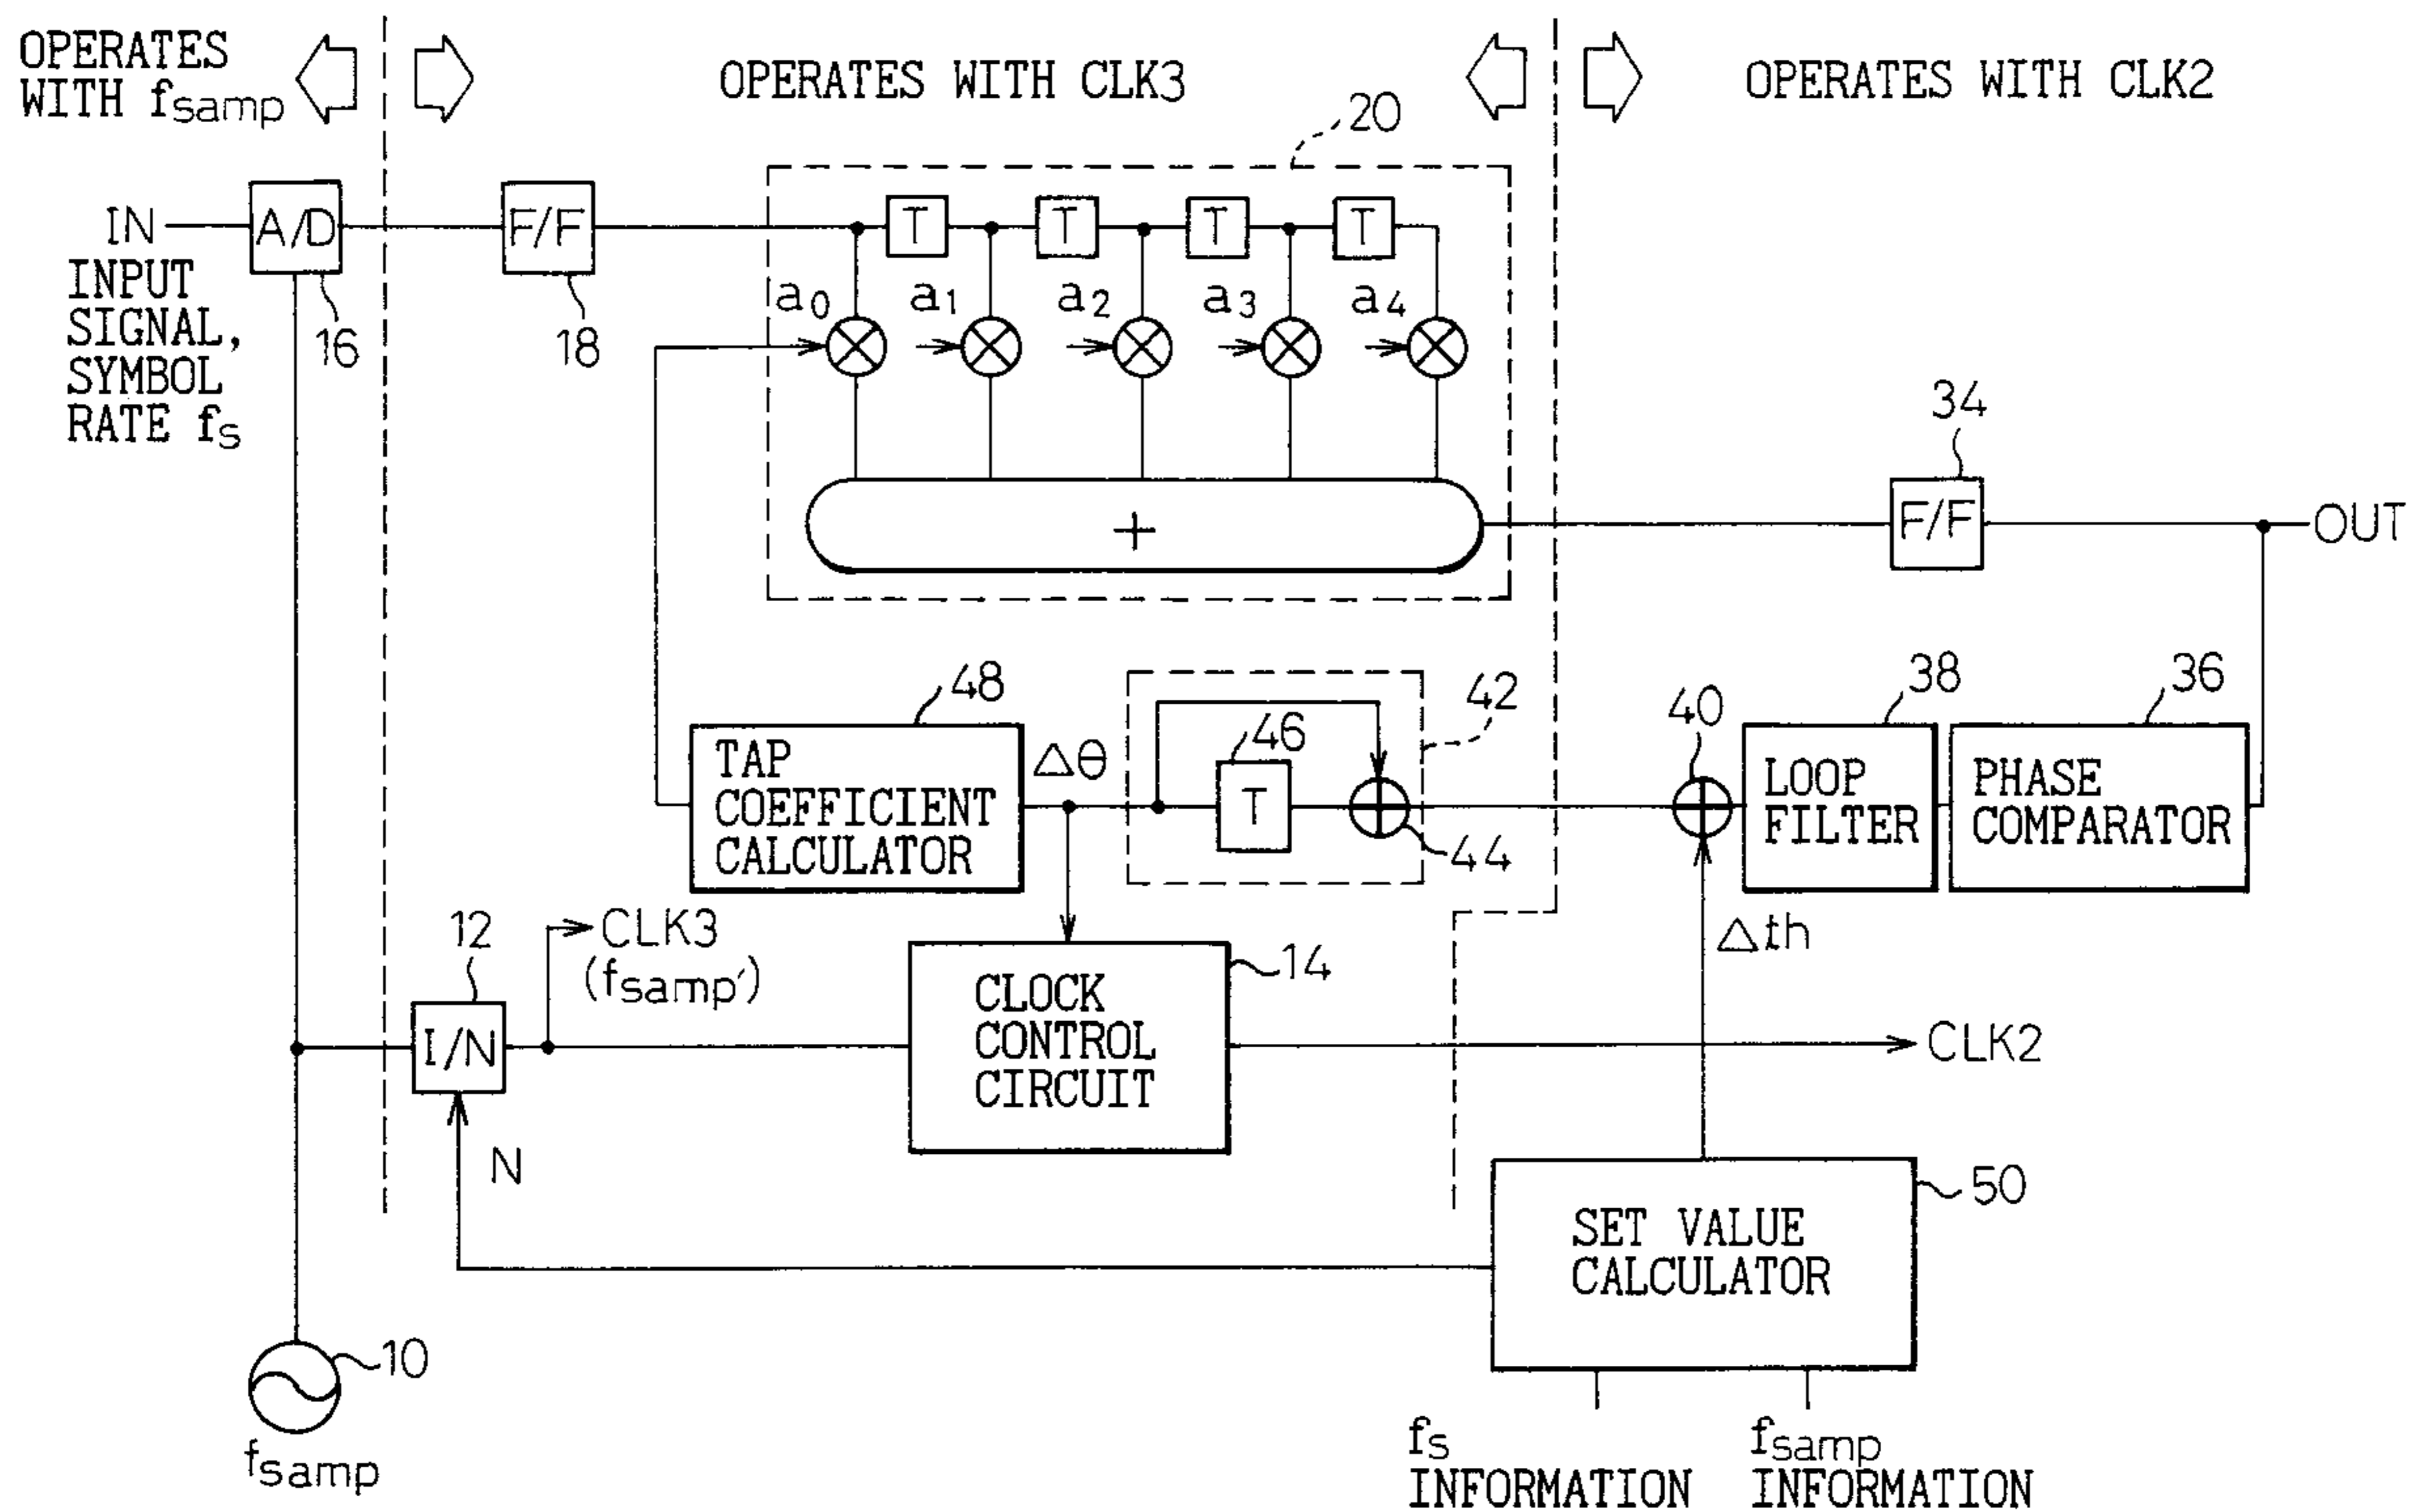 OPERATES
WITH fsamp
OPERATES WITH CLK3
OPERATES WITH CLK2
20
IN
A/D
F/F
T
T
T
T
INPUT
SIGNAL,
SYMBOL
RATE fs
16
18
a0
a1
a2
a3
a4
34
+
F/F
OUT
48
42
40
38
36
46
TAP
COEFFICIENT
CALCULATOR
Δθ
T
44
LOOP
FILTER
PHASE
COMPARATOR
12
CLK3
(fsamp')
14
Δth
I/N
CLOCK
CONTROL
CIRCUIT
CLK2
N
50
SET VALUE
CALCULATOR
10
fsamp
fs
INFORMATION
fsamp
INFORMATION